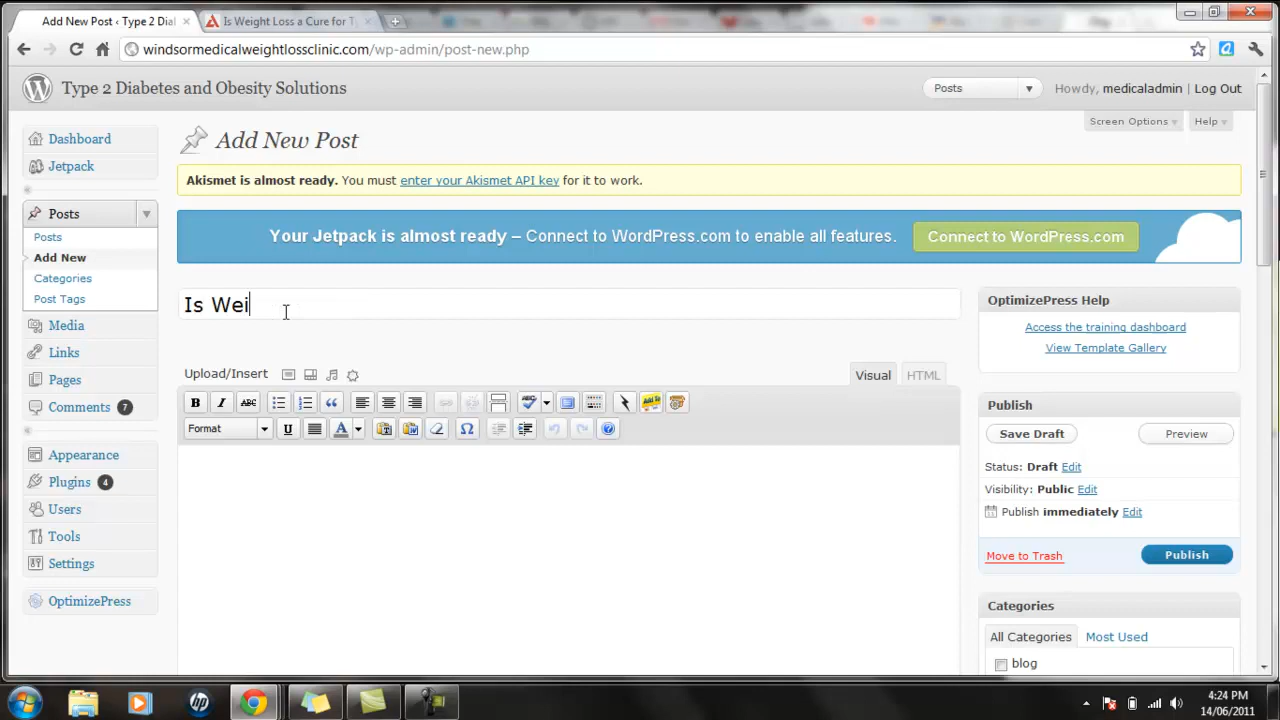 Add New Post ‹ Type 2 Dial
Is Weight Loss a Cure for Ty
windsormedicalweightlossclinic.com/wp-admin/post-new.php
Type 2 Diabetes and Obesity Solutions
Posts
Howdy, medicaladmin | Log Out
Screen Options
Help
Dashboard
Jetpack
Posts
Posts
Add New
Categories
Post Tags
Media
Links
Pages
Comments 7
Appearance
Plugins 4
Users
Tools
Settings
OptimizePress
Add New Post
Akismet is almost ready. You must enter your Akismet API key for it to work.
Your Jetpack is almost ready – Connect to WordPress.com to enable all features.
Connect to WordPress.com
Is Wei
Upload/Insert
Visual
HTML
B I ABC
Format
U A
OptimizePress Help
Access the training dashboard
View Template Gallery
Publish
Save Draft
Preview
Status: Draft Edit
Visibility: Public Edit
Publish immediately Edit
Move to Trash
Publish
Categories
All Categories
Most Used
blog
4:24 PM
14/06/2011